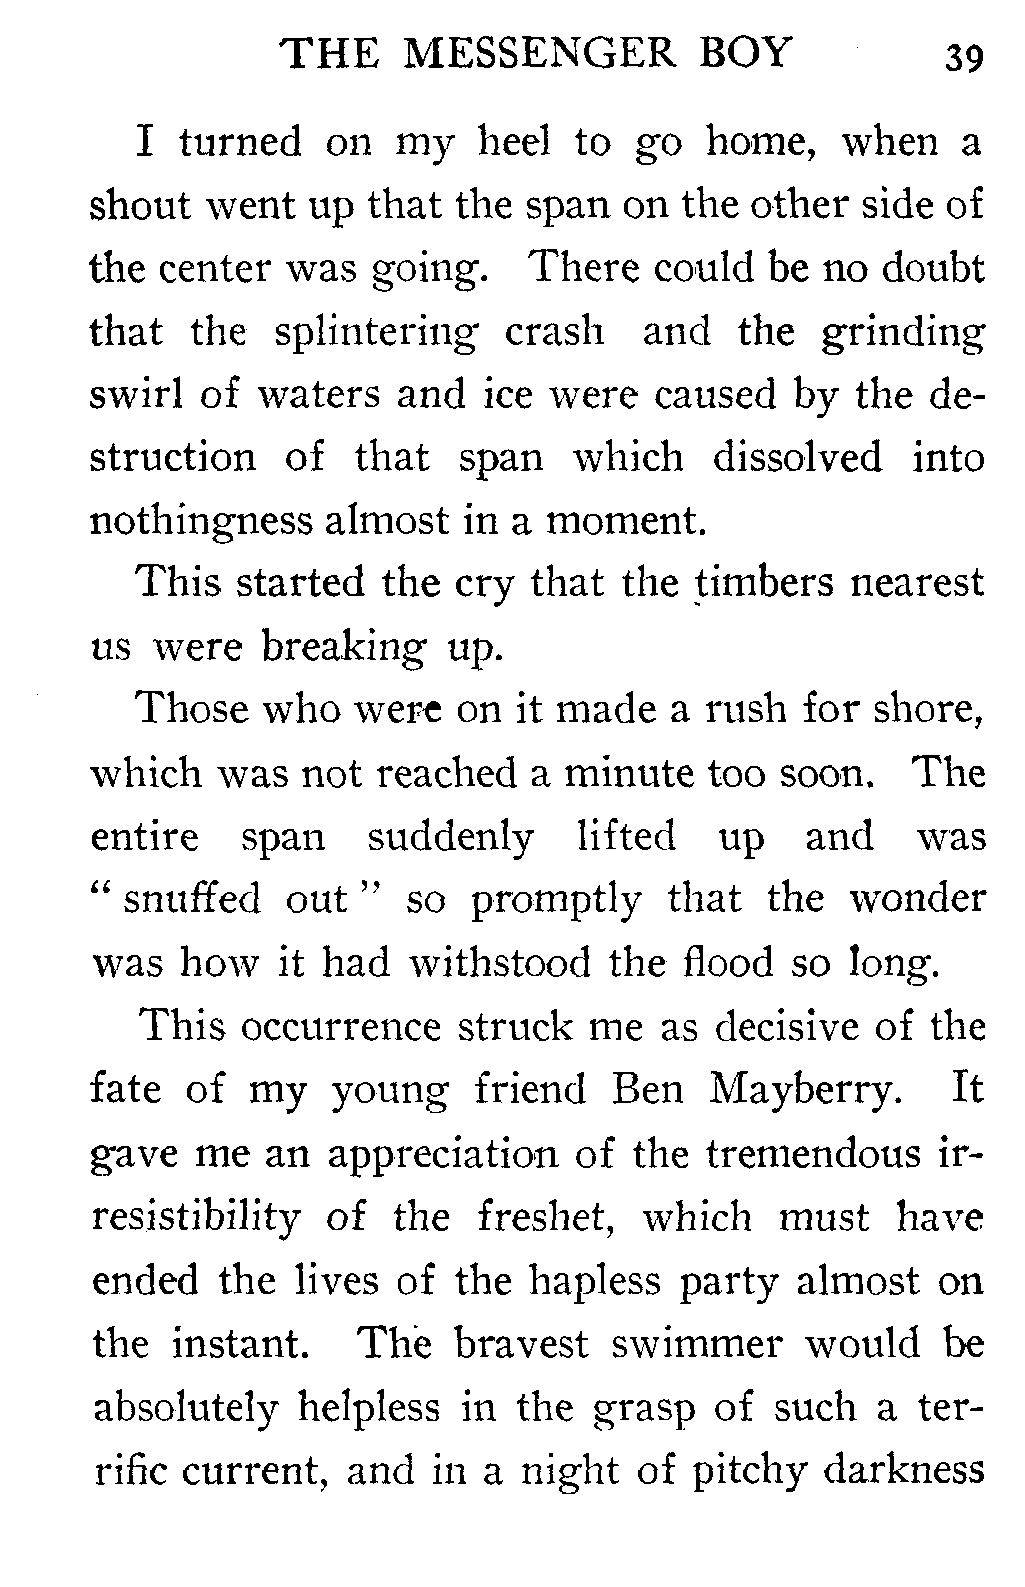 THE MESSENGER BOY 39
I turned on my heel to go home, when a
shout went up that the span on the other side of
the center was going. There could be no doubt
that the splintering crash and the grinding
swirl of waters and ice were caused by the de-
struction of that span which dissolved into
nothingness almost in a moment.
This started the cry that the timbers nearest
us were breaking up.
Those who were on it made a rush for shore,
which was not reached a minute too soon. The
entire span suddenly lifted up and was
“ snuffed out ” so promptly that the wonder
was how it had withstood the flood so long.
This occurrence struck me as decisive of the
fate of my young friend Ben Mayberry. It
gave me an appreciation of the tremendous ir-
resistibility of the freshet, which must have
ended the lives of the hapless party almost on
the instant. The bravest swimmer would be
absolutely helpless in the grasp of such a ter-
rific current, and in a night of pitchy darkness